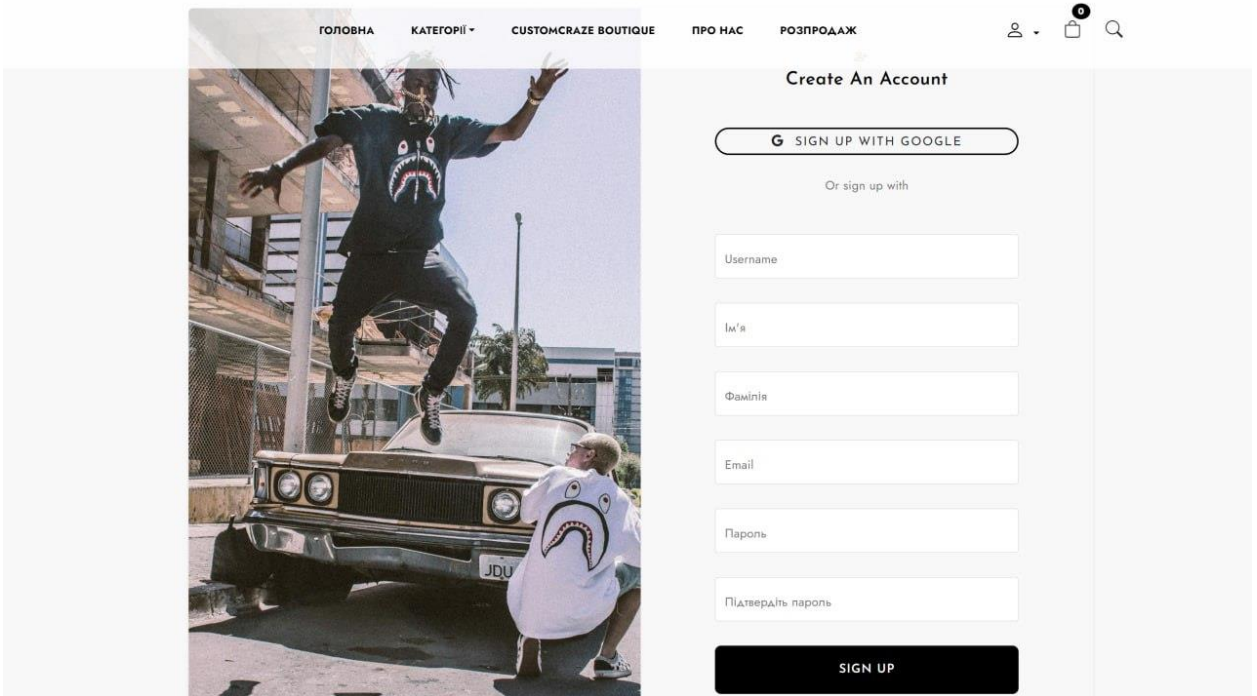 ГОЛОВНА КАТЕГОРІЇ CUSTOMCRAZE BOUTIQUE ПРО НАС РОЗПРОДАЖ 0
Create An Account
G SIGN UP WITH GOOGLE
Or sign up with
Username
Ім'я
Фамілія
Email
Пароль
Підтвердіть пароль
JDU
SIGN UP